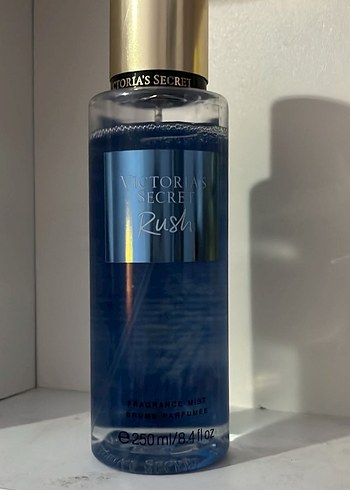 VICTORIA'S SECRET
VICTORIA'S
SECRET
Rush
FRAGRANCE MIST
BRUME PARFUMÉE
℮250 ml/8.4 fl oz